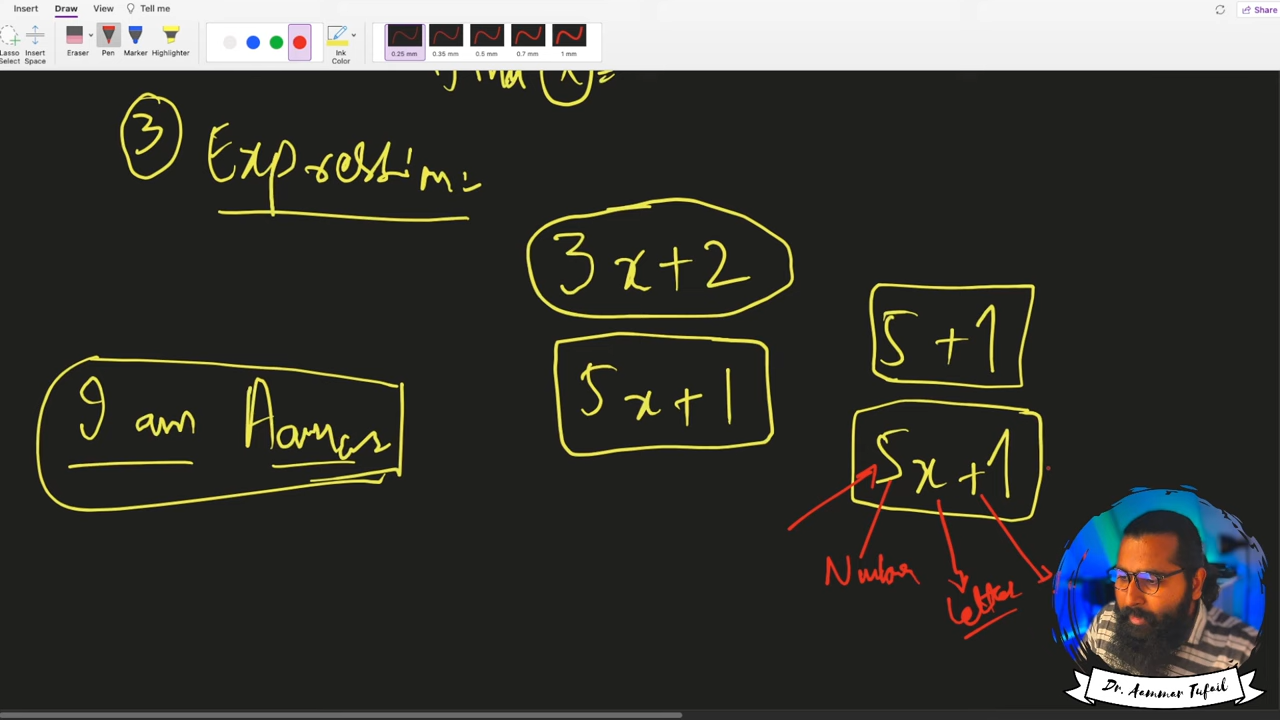 Insert Draw View Tell me
Share
Lasso Select
Insert Space
Eraser
Pen
Marker
Highlighter
Ink Color
0.25 mm
0.35 mm
0.5 mm
0.7 mm
1 mm
find (x) =
3 Expression:
3x+2
5+1
5x+1
I am Aammar
5x+1
Number
Letter
Dr. Aammar Tufail